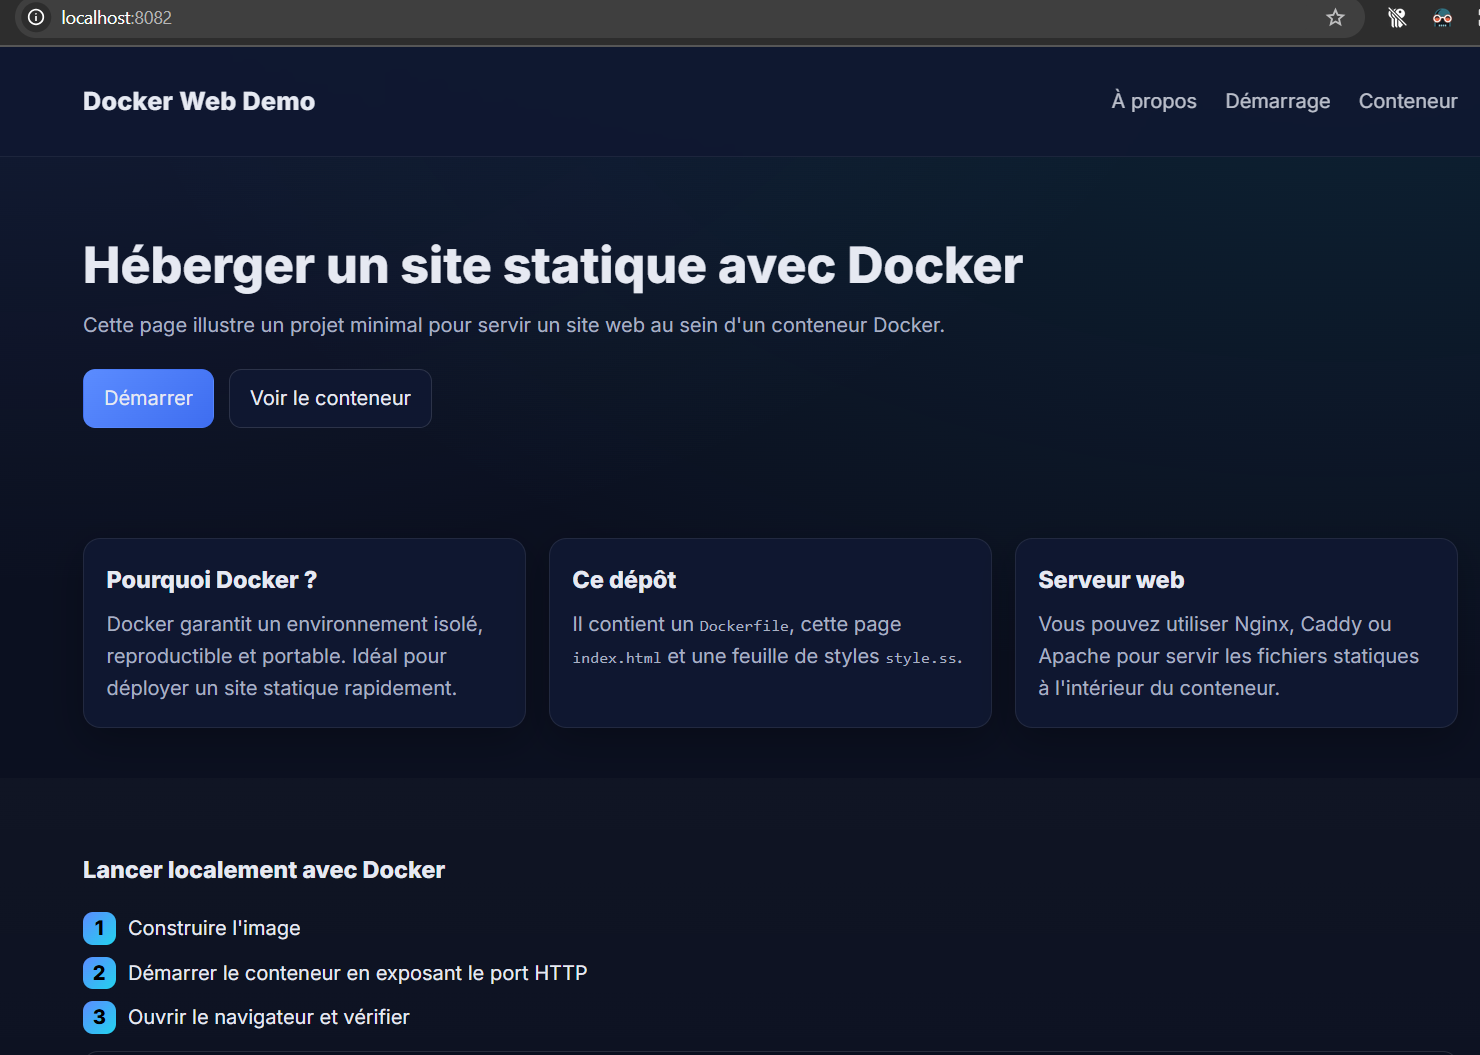 localhost:8082
Docker Web Demo
À propos
Démarrage
Conteneur
Héberger un site statique avec Docker
Cette page illustre un projet minimal pour servir un site web au sein d'un conteneur Docker.
Démarrer
Voir le conteneur
Pourquoi Docker ?
Docker garantit un environnement isolé,
reproductible et portable. Idéal pour
déployer un site statique rapidement.
Ce dépôt
Il contient un Dockerfile, cette page
index.html et une feuille de styles style.ss.
Serveur web
Vous pouvez utiliser Nginx, Caddy ou
Apache pour servir les fichiers statiques
à l'intérieur du conteneur.
Lancer localement avec Docker
1 Construire l'image
2 Démarrer le conteneur en exposant le port HTTP
3 Ouvrir le navigateur et vérifier